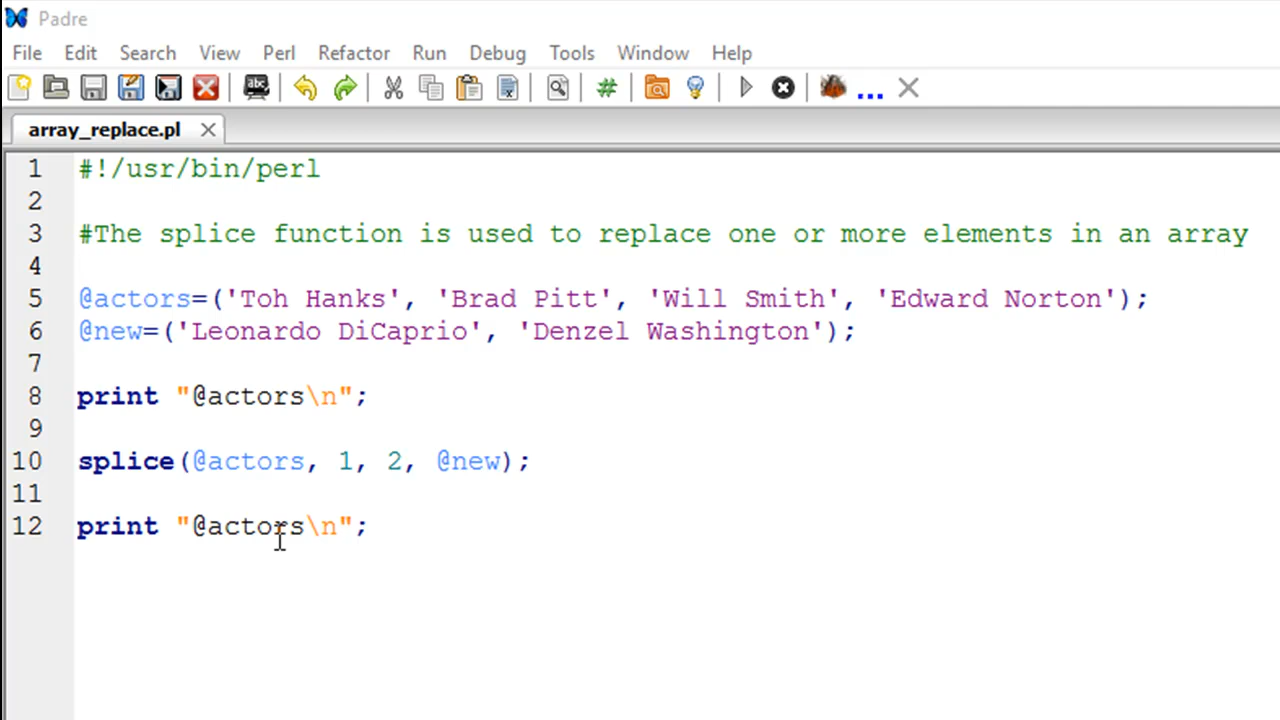 Padre
File Edit Search View Perl Refactor Run Debug Tools Window Help
abc # ...
array_replace.pl
1 #!/usr/bin/perl
2
3 #The splice function is used to replace one or more elements in an array
4
5 @actors=('Toh Hanks', 'Brad Pitt', 'Will Smith', 'Edward Norton');
6 @new=('Leonardo DiCaprio', 'Denzel Washington');
7
8 print "@actors\n";
9
10 splice(@actors, 1, 2, @new);
11
12 print "@actors\n";